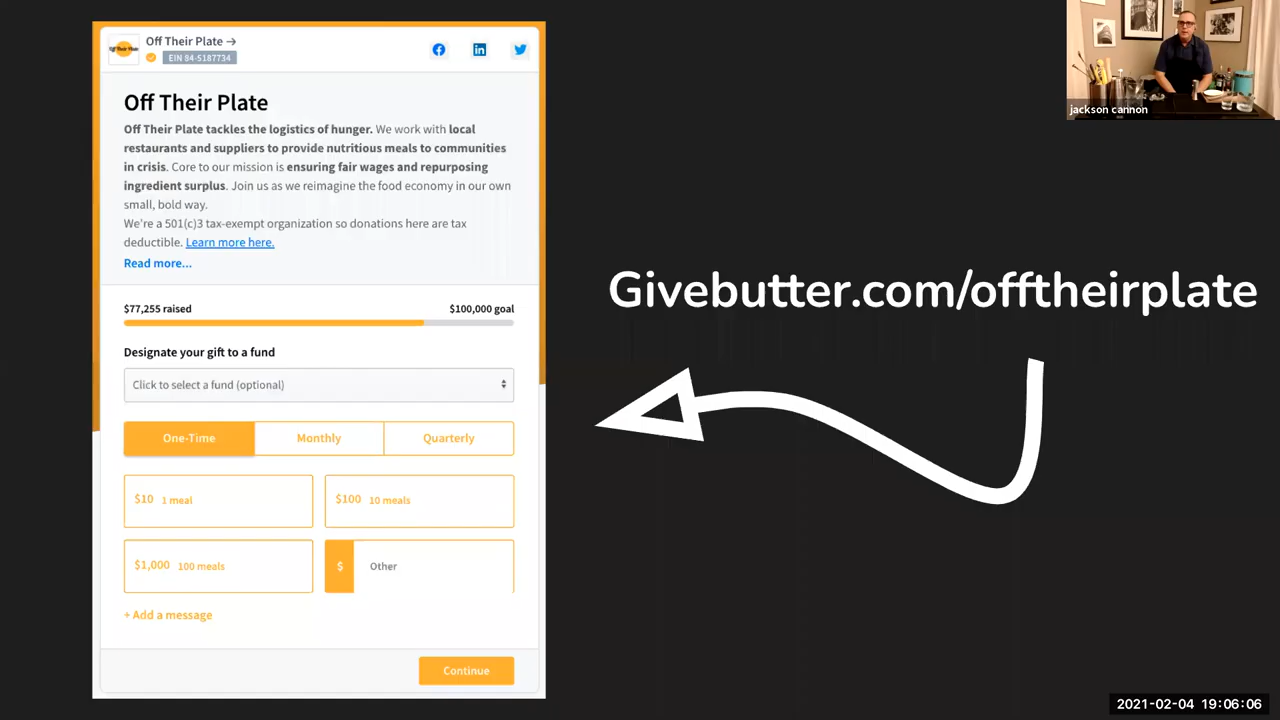 Off Their Plate →
EIN 84-5187734
Off Their Plate
Off Their Plate
Off Their Plate tackles the logistics of hunger. We work with local
restaurants and suppliers to provide nutritious meals to communities
in crisis. Core to our mission is ensuring fair wages and repurposing
ingredient surplus. Join us as we reimagine the food economy in our own
small, bold way.
We're a 501(c)3 tax-exempt organization so donations here are tax
deductible. Learn more here.
Read more...
$77,255 raised
$100,000 goal
Designate your gift to a fund
Click to select a fund (optional)
One-Time
Monthly
Quarterly
$10 1 meal
$100 10 meals
$1,000 100 meals
$ Other
+ Add a message
Continue
Givebutter.com/offtheirplate
jackson cannon
2021-02-04 19:06:06